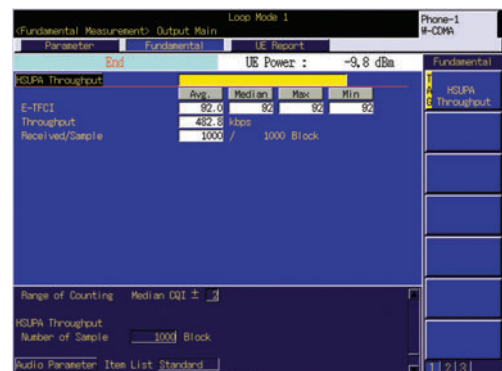 Loop Mode 1
Phone-1
<Fundamental Measurement> Output Main
W-CDMA
Parameter Fundamental UE Report
Fundamental
End UE Power : -9.8 dBm
HSUPA Throughput
TAG HSUPA Throughput
Avg. Median Max Min
E-TFCI 92.0 92 92 92
Throughput 482.8 kbps
Received/Sample 1000 / 1000 Block
Range of Counting Median CQI ± 2
HSUPA Throughput
Number of Sample 1000 Block
Audio Parameter Item List Standard
1 2 3